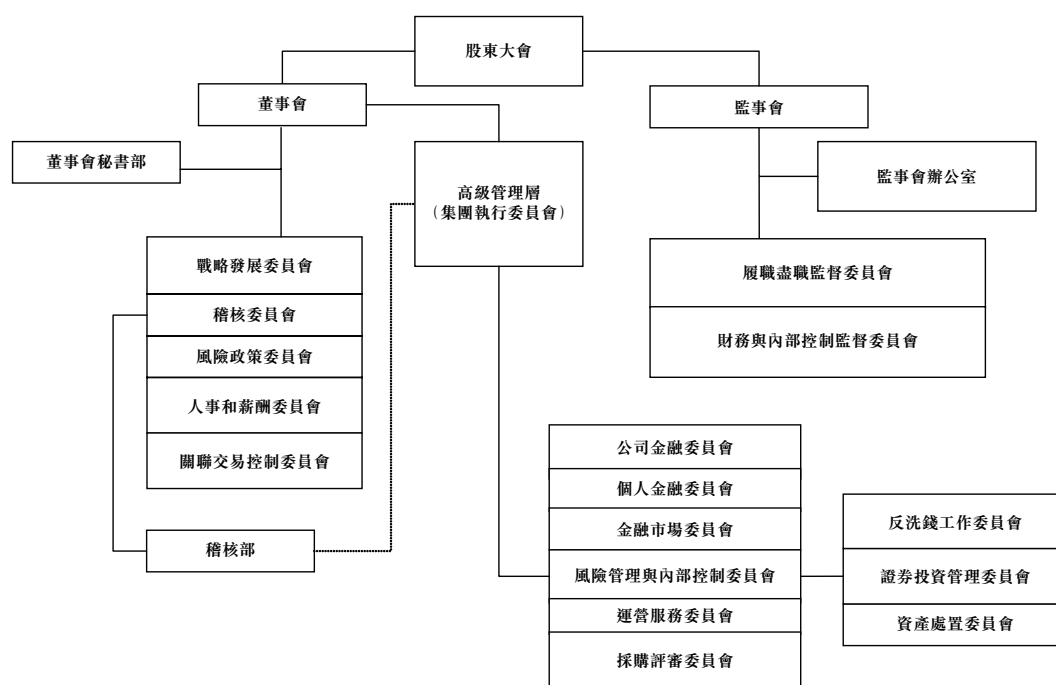 股東大會
董事會
監事會
董事會秘書部
高級管理層
（集團執行委員會）
監事會辦公室
戰略發展委員會
稽核委員會
風險政策委員會
人事和薪酬委員會
關聯交易控制委員會
履職盡職監督委員會
財務與內部控制監督委員會
稽核部
公司金融委員會
個人金融委員會
金融市場委員會
風險管理與內部控制委員會
運營服務委員會
採購評審委員會
反洗錢工作委員會
證券投資管理委員會
資產處置委員會